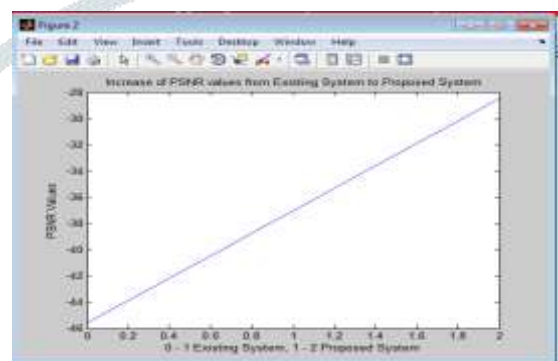 Figure 2
File Edit View Insert Tools Desktop Window Help
Increase of PSNR values from Existing System to Proposed System
-28
-30
-32
-34
-36
-38
-40
-42
-44
-46
PSNR Values
0 0.2 0.4 0.6 0.8 1 1.2 1.4 1.6 1.8 2
0 - 1 Existing System, 1 - 2 Proposed System